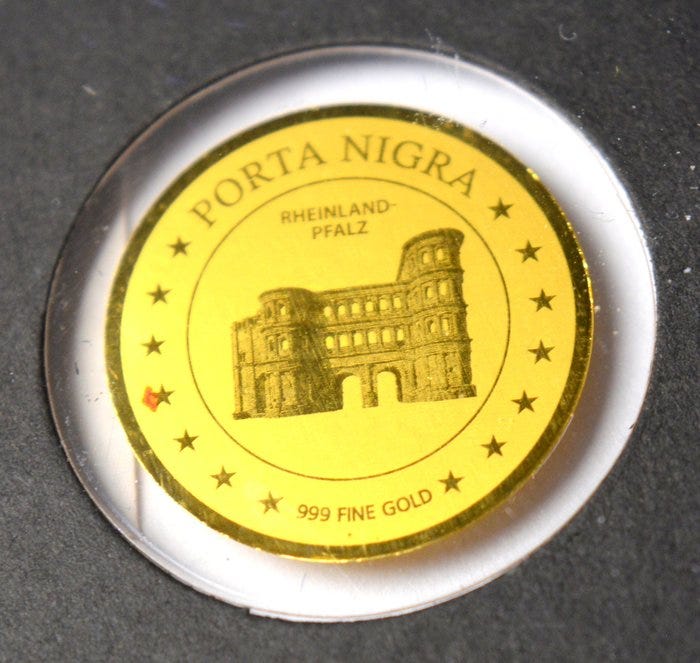 PORTA NIGRA
RHEINLAND-
PFALZ
999 FINE GOLD